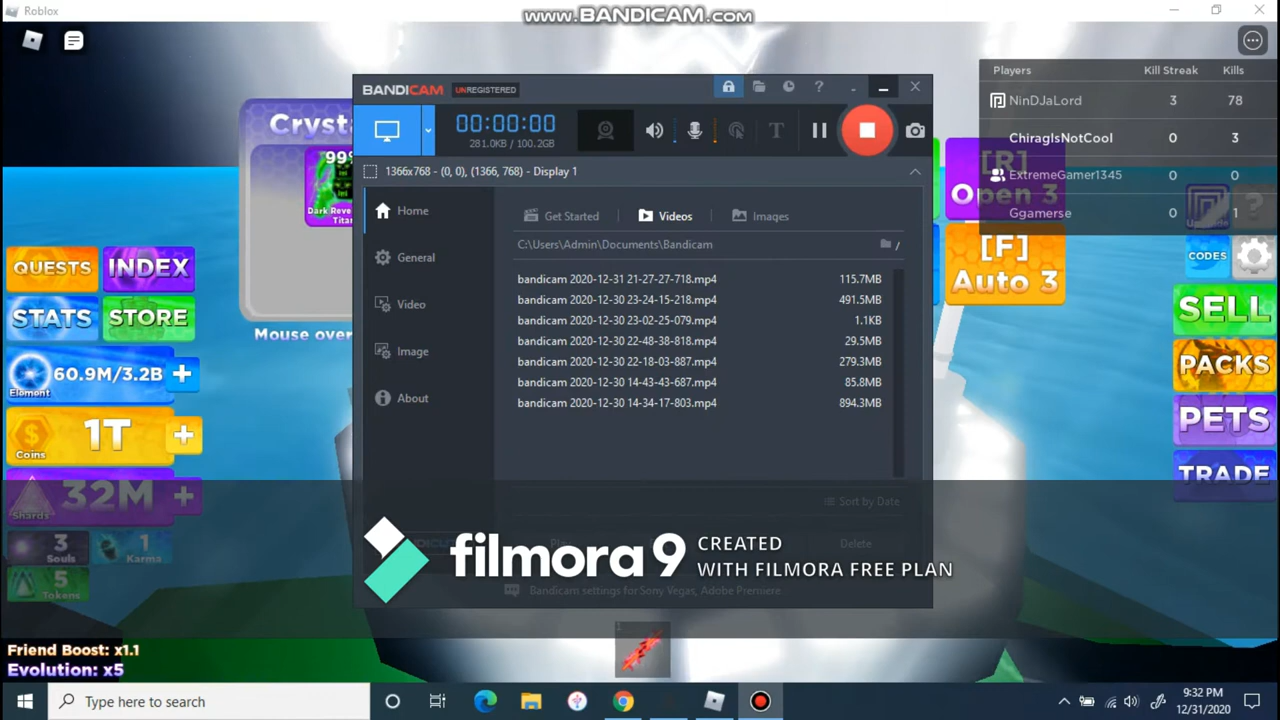 Roblox
www.BANDICAM.com
Players Kill Streak Kills
NinDJaLord 3 78
ChiragIsNotCool 0 3
ExtremeGamer1345 0 0
Ggamerse 0 1
BANDICAM UNREGISTERED
00:00:00
281.0KB / 100.2GB
1366x768 - (0, 0), (1366, 768) - Display 1
Home
General
Video
Image
About
Get Started Videos Images
C:\Users\Admin\Documents\Bandicam
bandicam 2020-12-31 21-27-27-718.mp4 115.7MB
bandicam 2020-12-30 23-24-15-218.mp4 491.5MB
bandicam 2020-12-30 23-02-25-079.mp4 1.1KB
bandicam 2020-12-30 22-48-38-818.mp4 29.5MB
bandicam 2020-12-30 22-18-03-887.mp4 279.3MB
bandicam 2020-12-30 14-43-43-687.mp4 85.8MB
bandicam 2020-12-30 14-34-17-803.mp4 894.3MB
Sort by Date
Delete
Bandicam settings for Sony Vegas, Adobe Premiere
filmora 9 CREATED
WITH FILMORA FREE PLAN
Cryst
99%
Dark Reve
Titan
Mouse over
QUESTS INDEX
STATS STORE
60.9M/3.2B +
Element
1T +
Coins
32M +
Shards
3 Souls
1 Karma
5 Tokens
Friend Boost: x1.1
Evolution: x5
[R]
Open 3
[F]
Auto 3
CODES
SELL
PACKS
PETS
TRADE
1
Type here to search
9:32 PM
12/31/2020